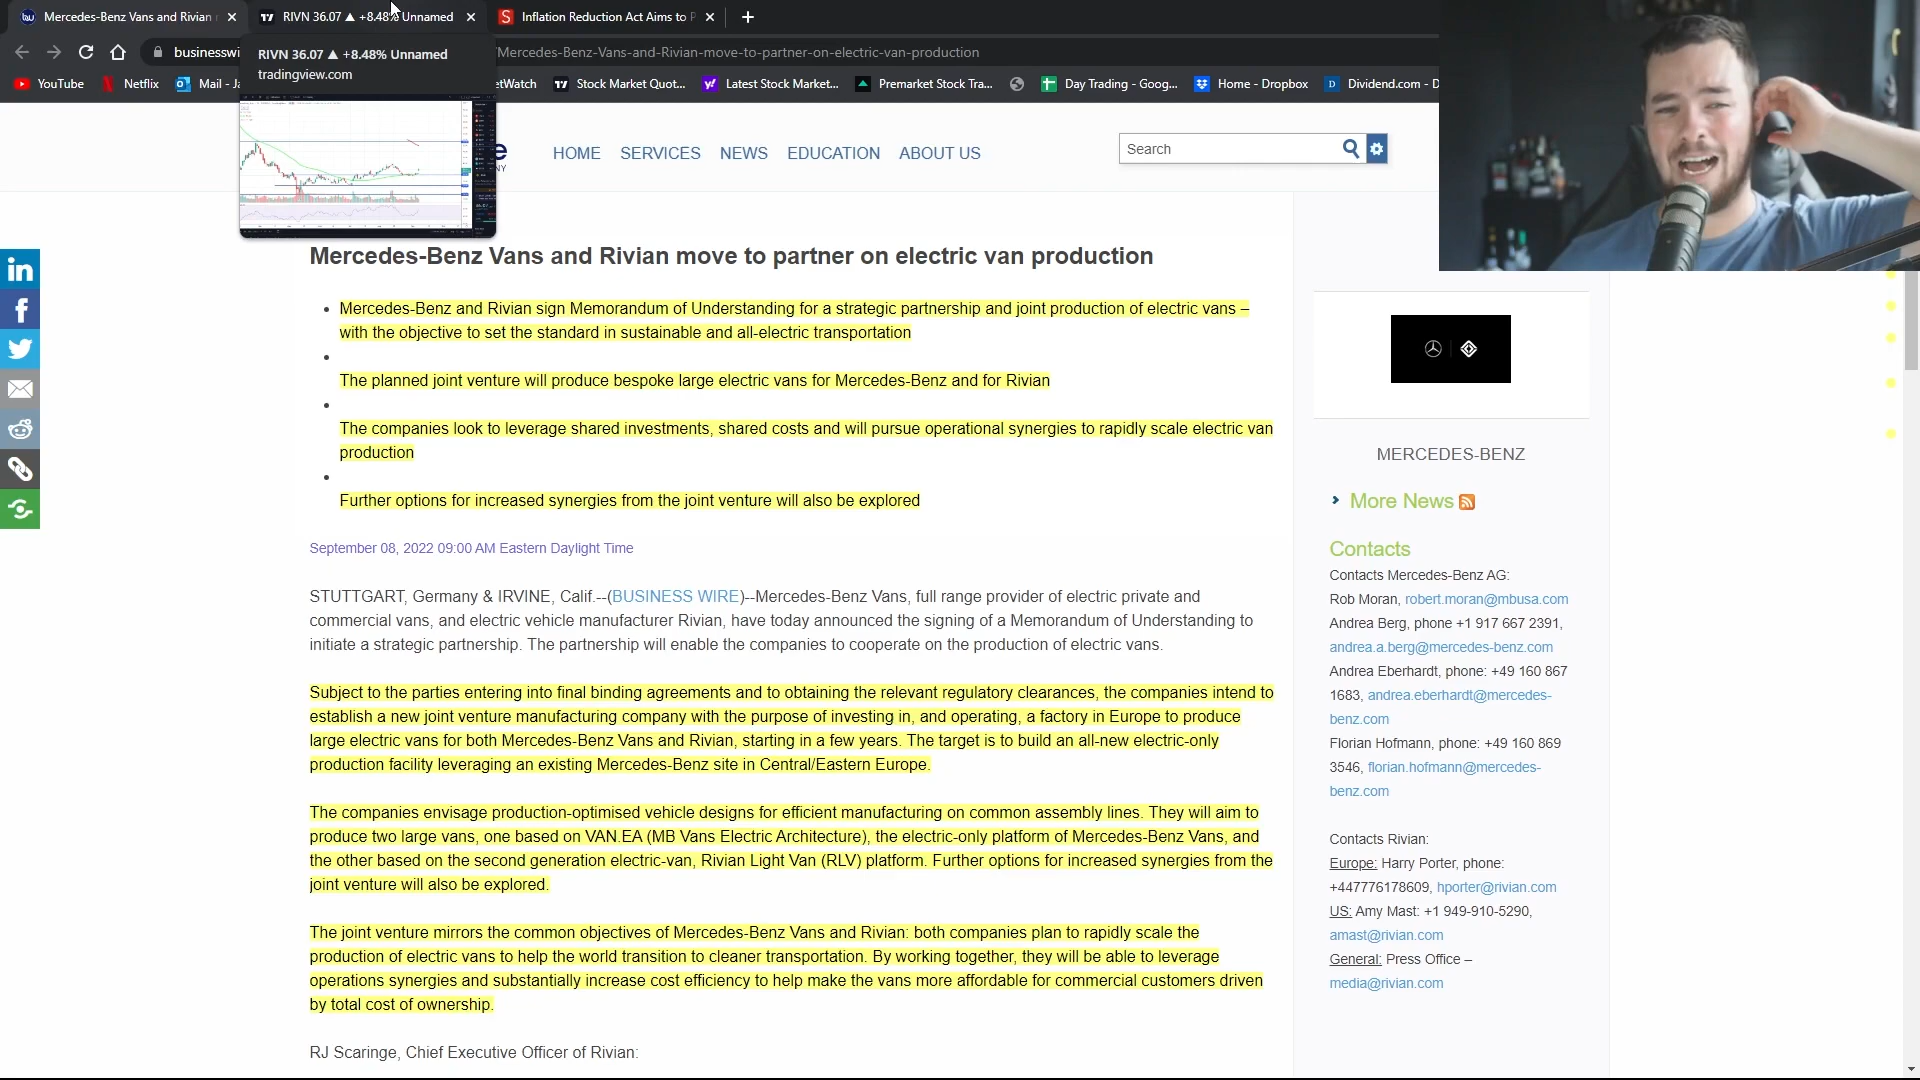 Mercedes-Benz Vans and Rivian
RIVN 36.07 ▲ +8.48% Unnamed
Inflation Reduction Act Aims to P
RIVN 36.07 ▲ +8.48% Unnamed
tradingview.com
businesswi
/Mercedes-Benz-Vans-and-Rivian-move-to-partner-on-electric-van-production
YouTube
Netflix
Mail - Ja
etWatch
Stock Market Quot...
Latest Stock Market...
Premarket Stock Tra...
Day Trading - Goog...
Home - Dropbox
Dividend.com - D
HOME SERVICES NEWS EDUCATION ABOUT US
Search
Mercedes-Benz Vans and Rivian move to partner on electric van production
Mercedes-Benz and Rivian sign Memorandum of Understanding for a strategic partnership and joint production of electric vans –
with the objective to set the standard in sustainable and all-electric transportation
The planned joint venture will produce bespoke large electric vans for Mercedes-Benz and for Rivian
The companies look to leverage shared investments, shared costs and will pursue operational synergies to rapidly scale electric van
production
Further options for increased synergies from the joint venture will also be explored
September 08, 2022 09:00 AM Eastern Daylight Time
STUTTGART, Germany & IRVINE, Calif.--(BUSINESS WIRE)--Mercedes-Benz Vans, full range provider of electric private and
commercial vans, and electric vehicle manufacturer Rivian, have today announced the signing of a Memorandum of Understanding to
initiate a strategic partnership. The partnership will enable the companies to cooperate on the production of electric vans.
Subject to the parties entering into final binding agreements and to obtaining the relevant regulatory clearances, the companies intend to
establish a new joint venture manufacturing company with the purpose of investing in, and operating, a factory in Europe to produce
large electric vans for both Mercedes-Benz Vans and Rivian, starting in a few years. The target is to build an all-new electric-only
production facility leveraging an existing Mercedes-Benz site in Central/Eastern Europe.
The companies envisage production-optimised vehicle designs for efficient manufacturing on common assembly lines. They will aim to
produce two large vans, one based on VAN.EA (MB Vans Electric Architecture), the electric-only platform of Mercedes-Benz Vans, and
the other based on the second generation electric-van, Rivian Light Van (RLV) platform. Further options for increased synergies from the
joint venture will also be explored.
The joint venture mirrors the common objectives of Mercedes-Benz Vans and Rivian: both companies plan to rapidly scale the
production of electric vans to help the world transition to cleaner transportation. By working together, they will be able to leverage
operations synergies and substantially increase cost efficiency to help make the vans more affordable for commercial customers driven
by total cost of ownership.
RJ Scaringe, Chief Executive Officer of Rivian:
MERCEDES-BENZ
More News
Contacts
Contacts Mercedes-Benz AG:
Rob Moran, robert.moran@mbusa.com
Andrea Berg, phone +1 917 667 2391,
andrea.a.berg@mercedes-benz.com
Andrea Eberhardt, phone: +49 160 867
1683, andrea.eberhardt@mercedes-
benz.com
Florian Hofmann, phone: +49 160 869
3546, florian.hofmann@mercedes-
benz.com
Contacts Rivian:
Europe: Harry Porter, phone:
+447776178609, hporter@rivian.com
US: Amy Mast: +1 949-910-5290,
amast@rivian.com
General: Press Office –
media@rivian.com